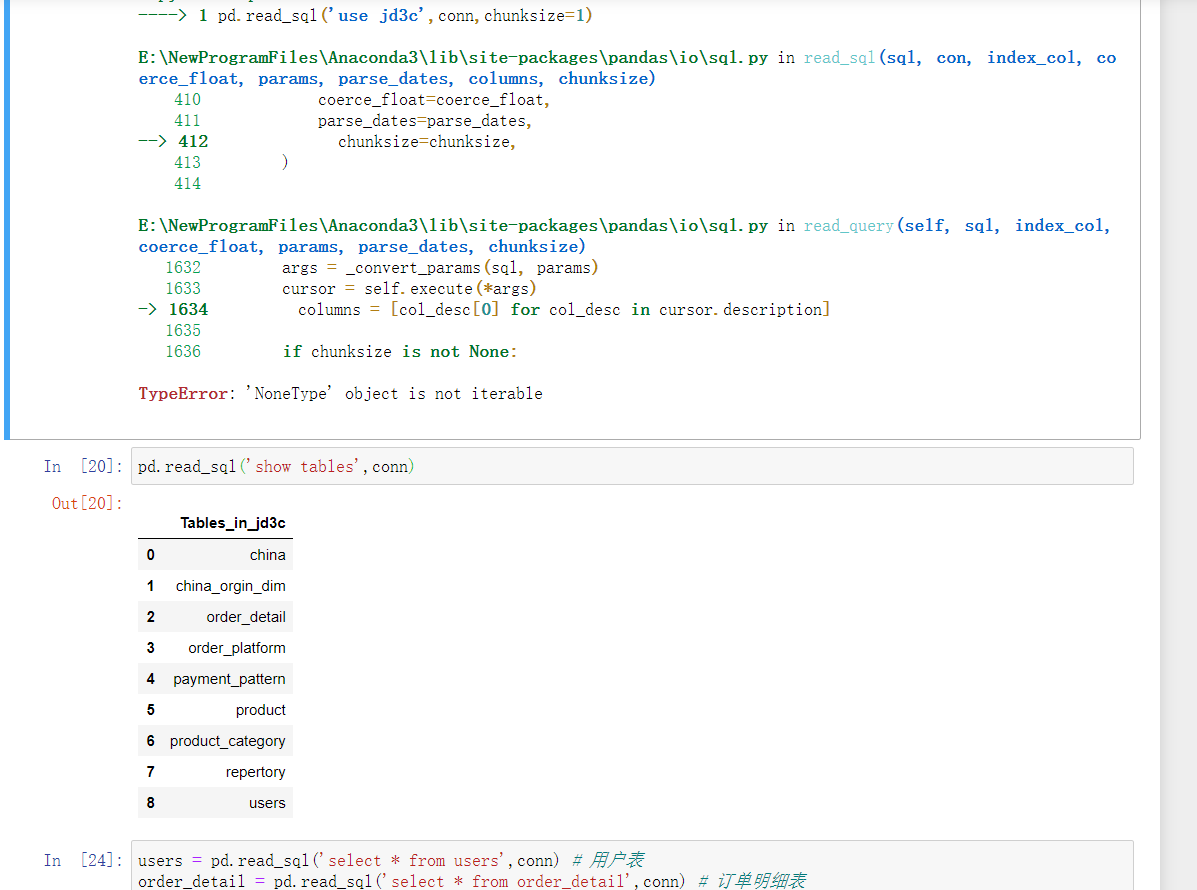 ----> 1 pd.read_sql('use jd3c',conn,chunksize=1)
E:\NewProgramFiles\Anaconda3\lib\site-packages\pandas\io\sql.py in read_sql(sql, con, index_col, co
erce_float, params, parse_dates, columns, chunksize)
410 coerce_float=coerce_float,
411 parse_dates=parse_dates,
--> 412 chunksize=chunksize,
413 )
414
E:\NewProgramFiles\Anaconda3\lib\site-packages\pandas\io\sql.py in read_query(self, sql, index_col,
coerce_float, params, parse_dates, chunksize)
1632 args = _convert_params(sql, params)
1633 cursor = self.execute(*args)
-> 1634 columns = [col_desc[0] for col_desc in cursor.description]
1635
1636 if chunksize is not None:
TypeError: 'NoneType' object is not iterable
In [20]: pd.read_sql('show tables',conn)
Out[20]:
Tables_in_jd3c
0 china
1 china_orgin_dim
2 order_detail
3 order_platform
4 payment_pattern
5 product
6 product_category
7 repertory
8 users
In [24]: users = pd.read_sql('select * from users',conn) # 用户表
order_detail = pd.read_sql('select * from order_detail',conn) # 订单明细表